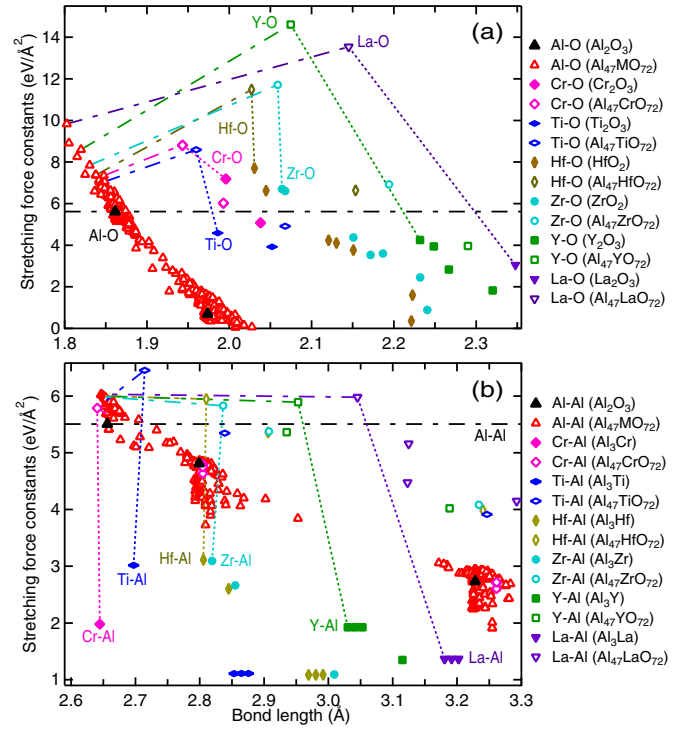 (a)
Stretching force constants (eV/Å²)
14
12
10
8
6
4
2
0
Y-O
La-O
Hf-O
Cr-O
Zr-O
Al-O
Ti-O
1.8 1.9 2.0 2.1 2.2 2.3
Al-O (Al₂O₃)
Al-O (Al₄₇MO₇₂)
Cr-O (Cr₂O₃)
Cr-O (Al₄₇CrO₇₂)
Ti-O (Ti₂O₃)
Ti-O (Al₄₇TiO₇₂)
Hf-O (HfO₂)
Hf-O (Al₄₇HfO₇₂)
Zr-O (ZrO₂)
Zr-O (Al₄₇ZrO₇₂)
Y-O (Y₂O₃)
Y-O (Al₄₇YO₇₂)
La-O (La₂O₃)
La-O (Al₄₇LaO₇₂)
(b)
Stretching force constants (eV/Å²)
6
5
4
3
2
1
Al-Al
Hf-Al
Zr-Al
Ti-Al
Cr-Al
Y-Al
La-Al
2.6 2.7 2.8 2.9 3.0 3.1 3.2 3.3
Bond length (Å)
Al-Al (Al₂O₃)
Al-Al (Al₄₇MO₇₂)
Cr-Al (Al₃Cr)
Cr-Al (Al₄₇CrO₇₂)
Ti-Al (Al₃Ti)
Ti-Al (Al₄₇TiO₇₂)
Hf-Al (Al₃Hf)
Hf-Al (Al₄₇HfO₇₂)
Zr-Al (Al₃Zr)
Zr-Al (Al₄₇ZrO₇₂)
Y-Al (Al₃Y)
Y-Al (Al₄₇YO₇₂)
La-Al (Al₃La)
La-Al (Al₄₇LaO₇₂)